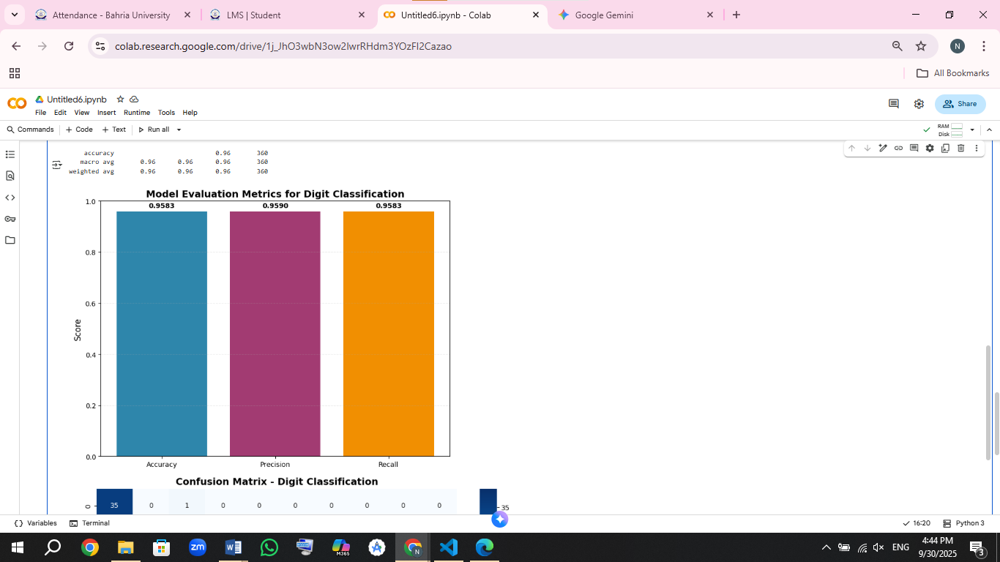 Attendance - Bahria University
LMS | Student
Untitled6.ipynb - Colab
Google Gemini
colab.research.google.com/drive/1j_JhO3wbN3ow2IwrRHdm3YOzFI2Cazao
N
All Bookmarks
Untitled6.ipynb
File Edit View Insert Runtime Tools Help
Share
Commands + Code + Text Run all
RAM
Disk
accuracy 0.96 360
macro avg 0.96 0.96 0.96 360
weighted avg 0.96 0.96 0.96 360
Model Evaluation Metrics for Digit Classification
1.0
0.9583 0.9590 0.9583
0.8
0.6
Score
0.4
0.2
0.0
Accuracy Precision Recall
Confusion Matrix - Digit Classification
0 35 0 1 0 0 0 0 0 0 0 35
Variables Terminal
16:20 Python 3
zm
M365
N
ENG
4:44 PM
9/30/2025
3